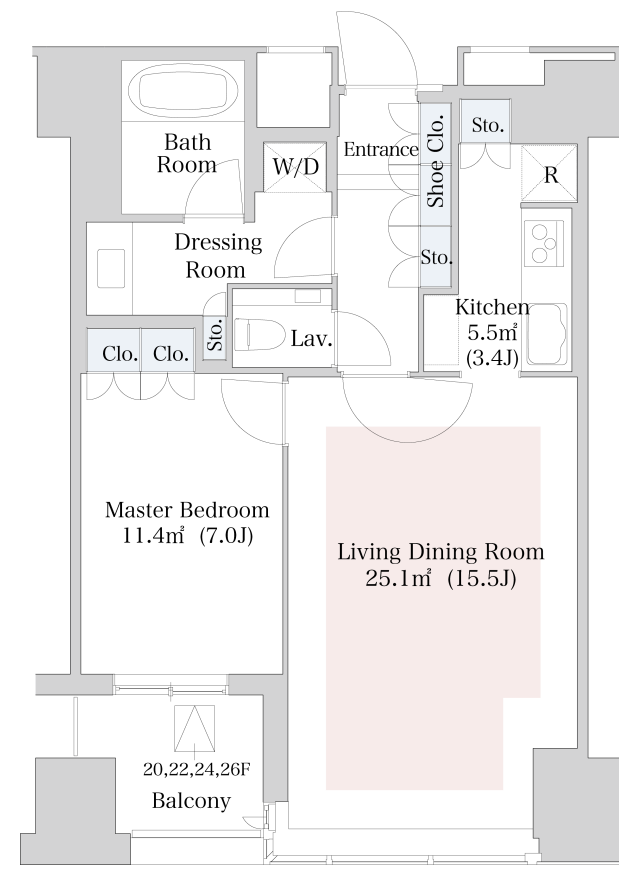 Bath
Room
W/D
Entrance
Shoe Clo.
Sto.
R
Dressing
Room
Sto.
Sto.
Lav.
Kitchen
5.5㎡
(3.4J)
Clo.
Clo.
Master Bedroom
11.4㎡ (7.0J)
Living Dining Room
25.1㎡ (15.5J)
20,22,24,26F
Balcony